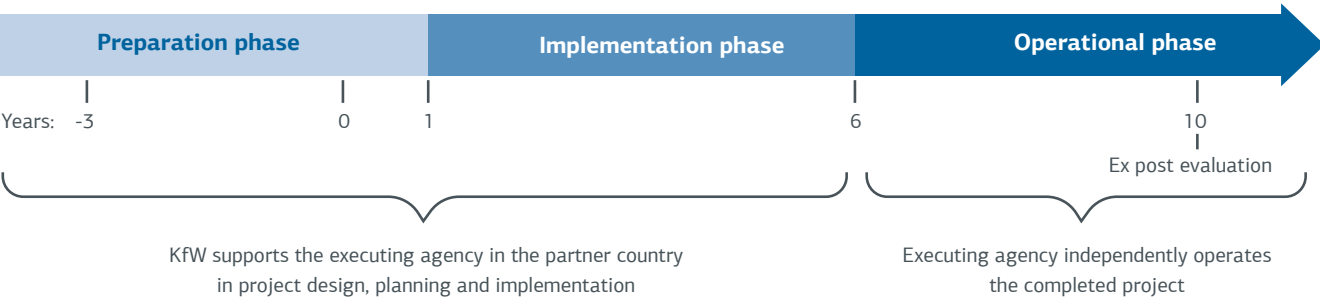 Preparation phase
Implementation phase
Operational phase
Years: -3 0 1 6 10
Ex post evaluation
KfW supports the executing agency in the partner country
in project design, planning and implementation
Executing agency independently operates
the completed project